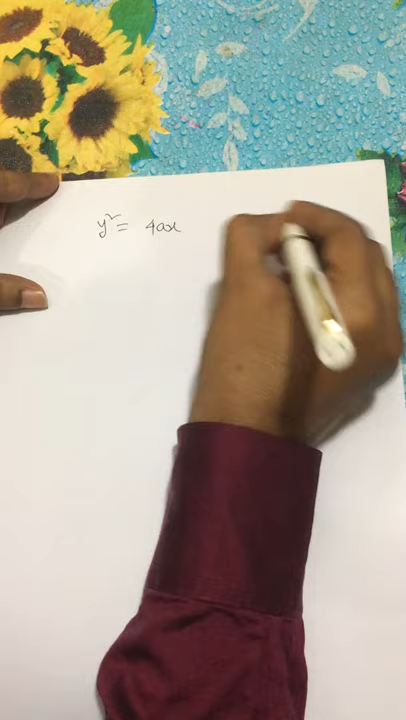 y² = 4ax